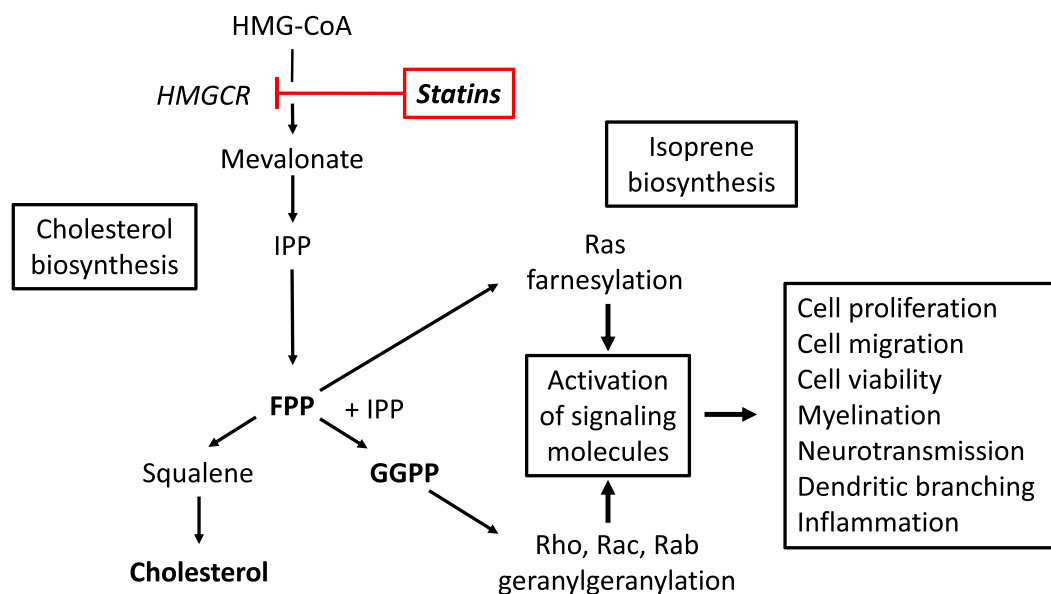 HMG-CoA
HMGCR
Statins
Mevalonate
Isoprene
biosynthesis
Cholesterol
biosynthesis
IPP
Ras
farnesylation
FPP
+ IPP
Squalene
GGPP
Cholesterol
Activation
of signaling
molecules
Rho, Rac, Rab
geranylgeranylation
Cell proliferation
Cell migration
Cell viability
Myelination
Neurotransmission
Dendritic branching
Inflammation